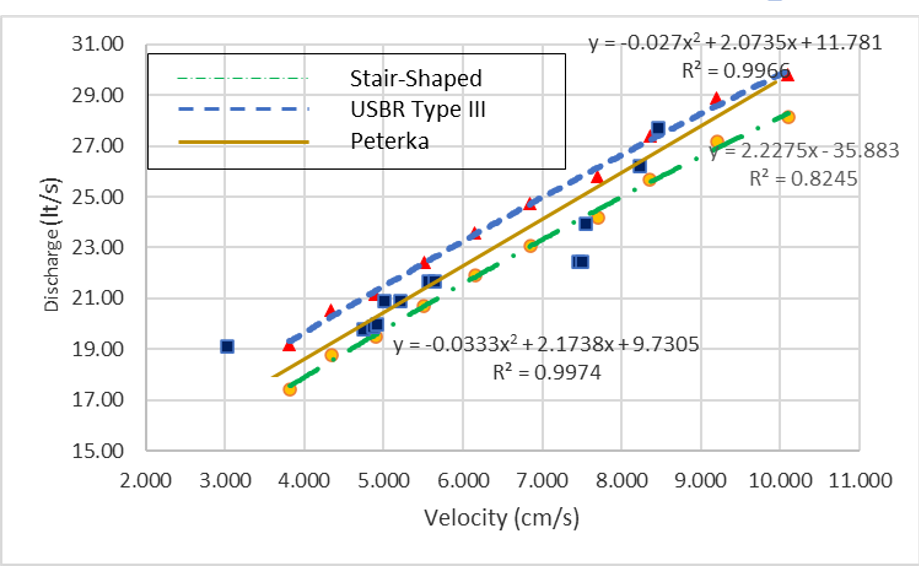 31.00
29.00
27.00
25.00
23.00
21.00
19.00
17.00
15.00
Discharge (lt/s)
Stair-Shaped
USBR Type III
Peterka
y = -0.027x² + 2.0735x + 11.781
R² = 0.9966
y = 2.2275x - 35.883
R² = 0.8245
y = -0.0333x² + 2.1738x + 9.7305
R² = 0.9974
2.000 3.000 4.000 5.000 6.000 7.000 8.000 9.000 10.000 11.000
Velocity (cm/s)